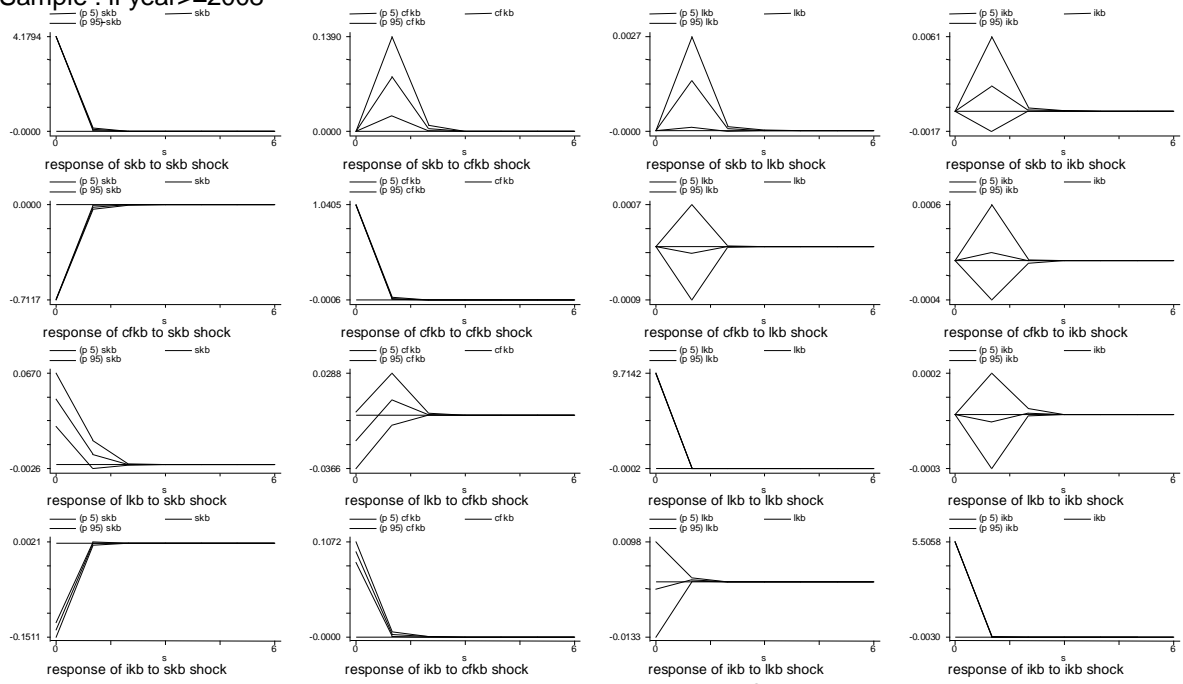 Sample : if year>=2008
(p 5) skb skb
(p 95) skb
(p 5) cfkb cfkb
(p 95) cfkb
(p 5) lkb lkb
(p 95) lkb
(p 5) ikb ikb
(p 95) ikb
4.1794
-0.0000
0 s 6
response of skb to skb shock
0.1390
0.0000
0 s 6
response of skb to cfkb shock
0.0027
-0.0000
0 s 6
response of skb to lkb shock
0.0061
-0.0017
0 s 6
response of skb to ikb shock
(p 5) skb skb
(p 95) skb
(p 5) cfkb cfkb
(p 95) cfkb
(p 5) lkb lkb
(p 95) lkb
(p 5) ikb ikb
(p 95) ikb
0.0000
-0.7117
0 s 6
response of cfkb to skb shock
1.0405
-0.0006
0 s 6
response of cfkb to cfkb shock
0.0007
-0.0009
0 s 6
response of cfkb to lkb shock
0.0006
-0.0004
0 s 6
response of cfkb to ikb shock
(p 5) skb skb
(p 95) skb
(p 5) cfkb cfkb
(p 95) cfkb
(p 5) lkb lkb
(p 95) lkb
(p 5) ikb ikb
(p 95) ikb
0.0670
-0.0026
0 s 6
response of lkb to skb shock
0.0288
-0.0366
0 s 6
response of lkb to cfkb shock
9.7142
-0.0002
0 s 6
response of lkb to lkb shock
0.0002
-0.0003
0 s 6
response of lkb to ikb shock
(p 5) skb skb
(p 95) skb
(p 5) cfkb cfkb
(p 95) cfkb
(p 5) lkb lkb
(p 95) lkb
(p 5) ikb ikb
(p 95) ikb
0.0021
-0.1511
0 s 6
response of ikb to skb shock
0.1072
-0.0000
0 s 6
response of ikb to cfkb shock
0.0098
-0.0133
0 s 6
response of ikb to lkb shock
5.5058
-0.0030
0 s 6
response of ikb to ikb shock